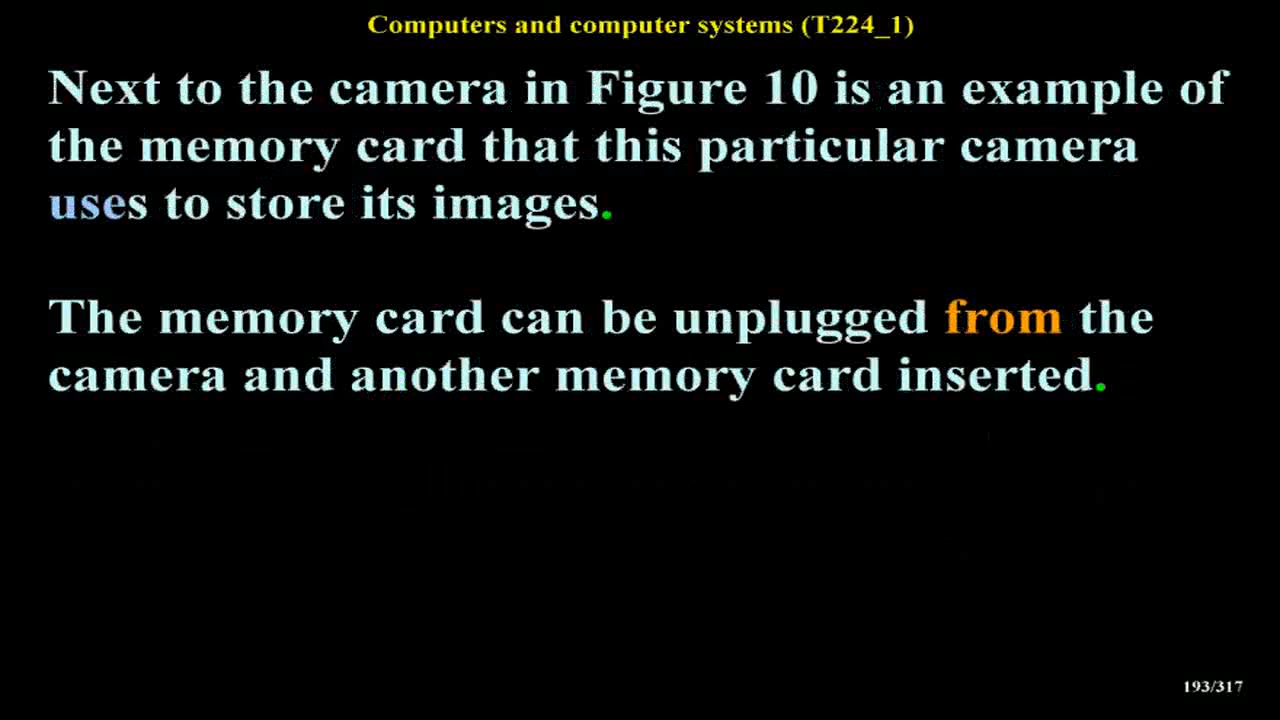 Computers and computer systems (T224_1)
Next to the camera in Figure 10 is an example of
the memory card that this particular camera
uses to store its images.
The memory card can be unplugged from the
camera and another memory card inserted.
193/317